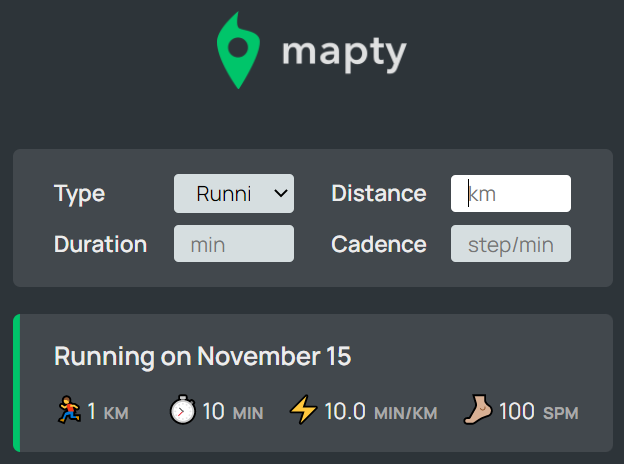 mapty
Type Runni Distance km
Duration min Cadence step/min
Running on November 15
1 KM 10 MIN 10.0 MIN/KM 100 SPM